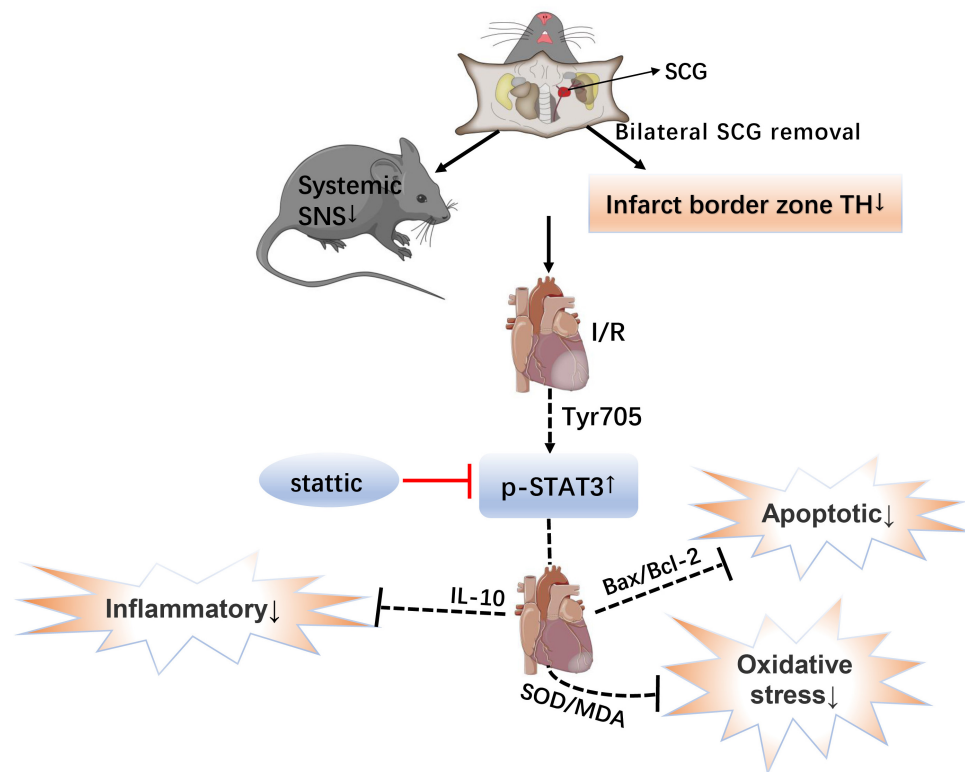 SCG
Bilateral SCG removal
Systemic
SNS↓
Infarct border zone TH↓
I/R
Tyr705
stattic
p-STAT3↑
Apoptotic↓
Bax/Bcl-2
IL-10
Inflammatory↓
Oxidative
stress↓
SOD/MDA